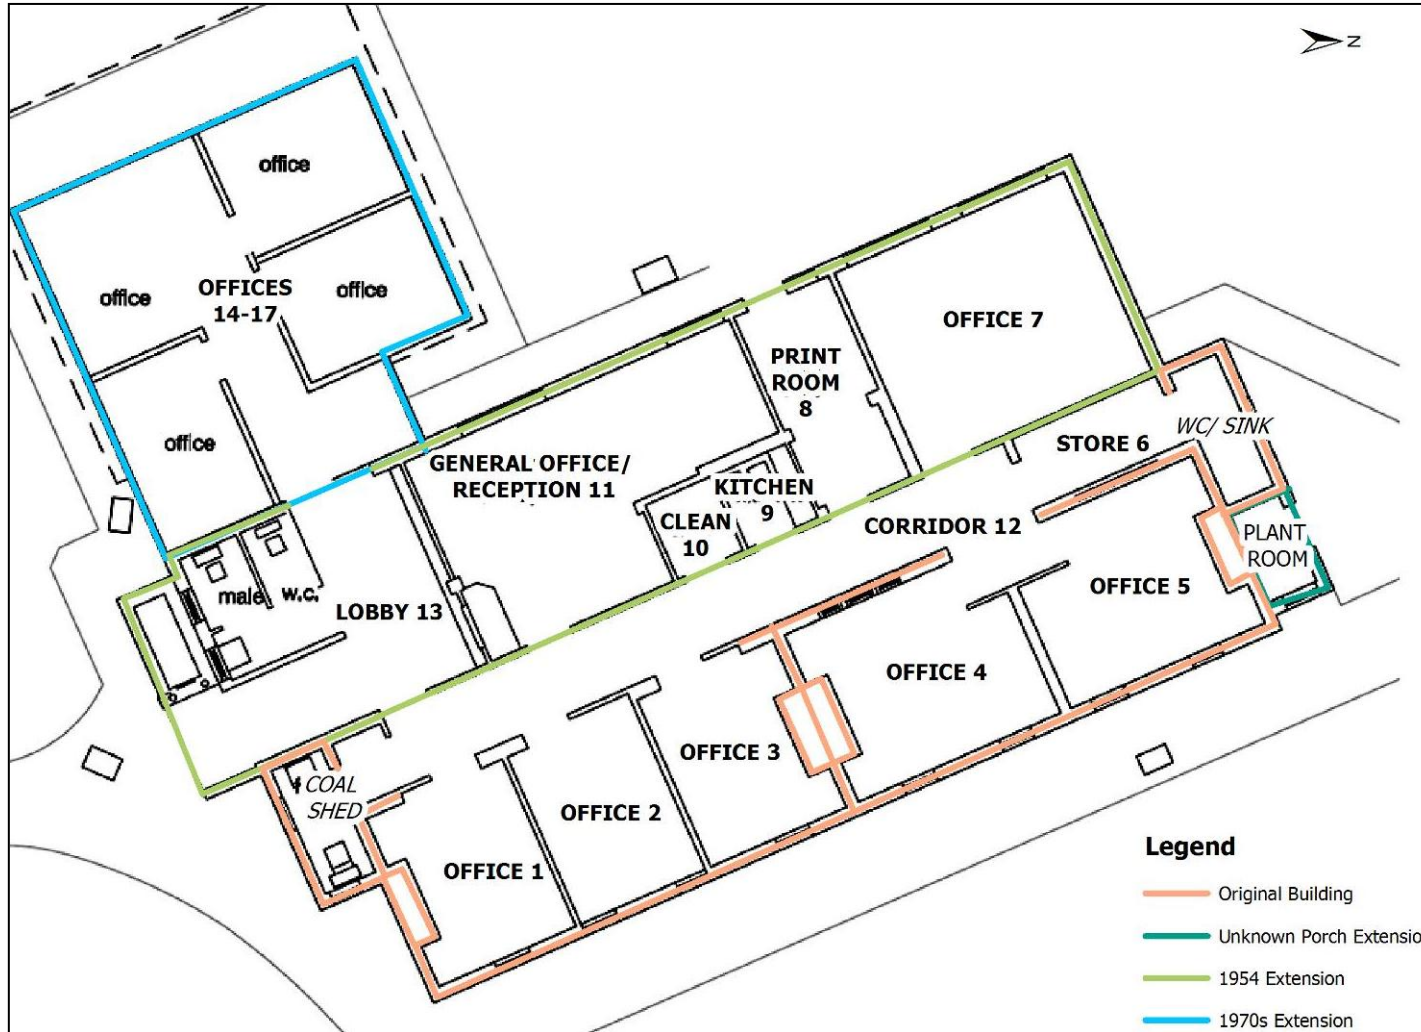 N
office
office
OFFICES
14-17
office
office
OFFICE 7
PRINT
ROOM
8
GENERAL OFFICE/
RECEPTION 11
KITCHEN
9
CLEAN
10
STORE 6
WC/ SINK
CORRIDOR 12
PLANT
ROOM
OFFICE 5
male
w.c.
LOBBY 13
OFFICE 4
OFFICE 3
COAL
SHED
OFFICE 2
OFFICE 1
Legend
Original Building
Unknown Porch Extensio
1954 Extension
1970s Extension